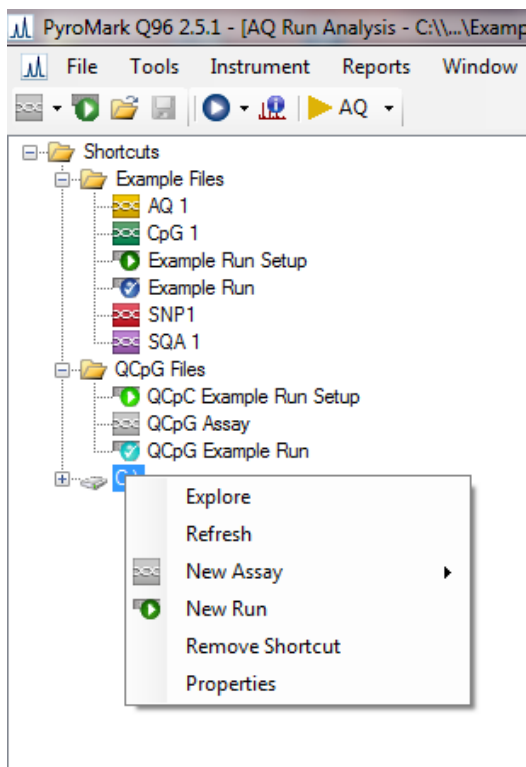 PyroMark Q96 2.5.1 - [AQ Run Analysis - C:\\...\Examp
File Tools Instrument Reports Window
AQ
Shortcuts
Example Files
AQ 1
CpG 1
Example Run Setup
Example Run
SNP1
SQA 1
QCpG Files
QCpC Example Run Setup
QCpG Assay
QCpG Example Run
C:\
Explore
Refresh
New Assay
New Run
Remove Shortcut
Properties